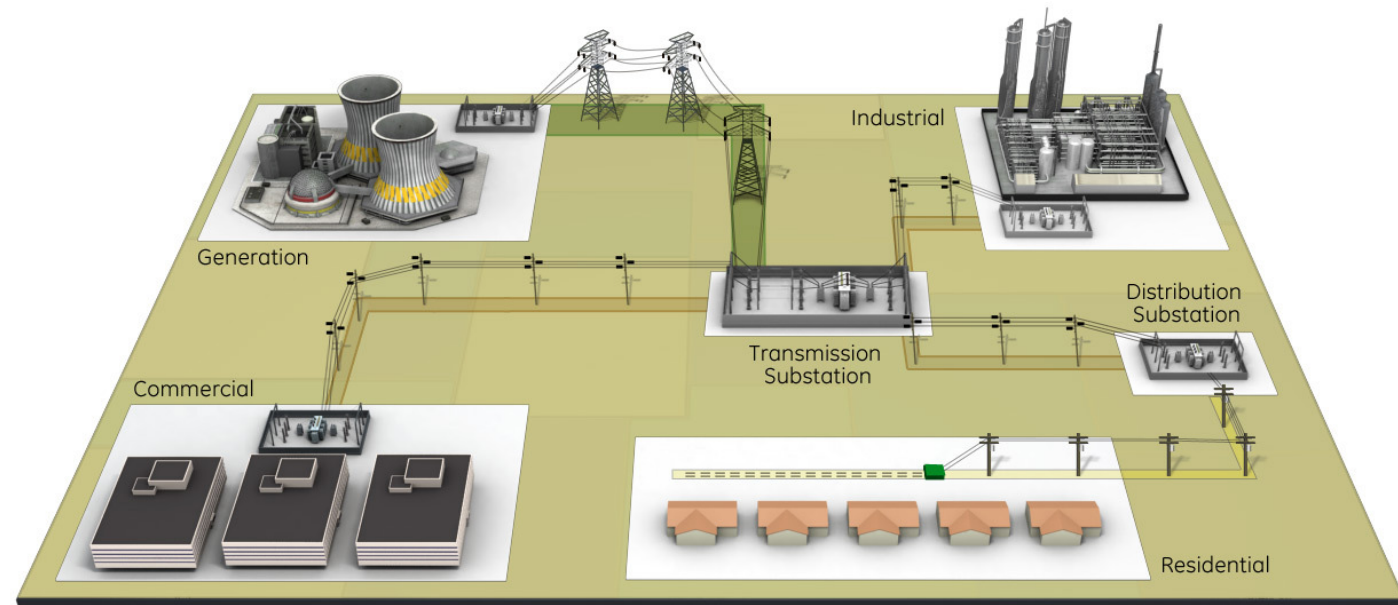 Industrial
Generation
Distribution
Substation
Transmission
Substation
Commercial
Residential